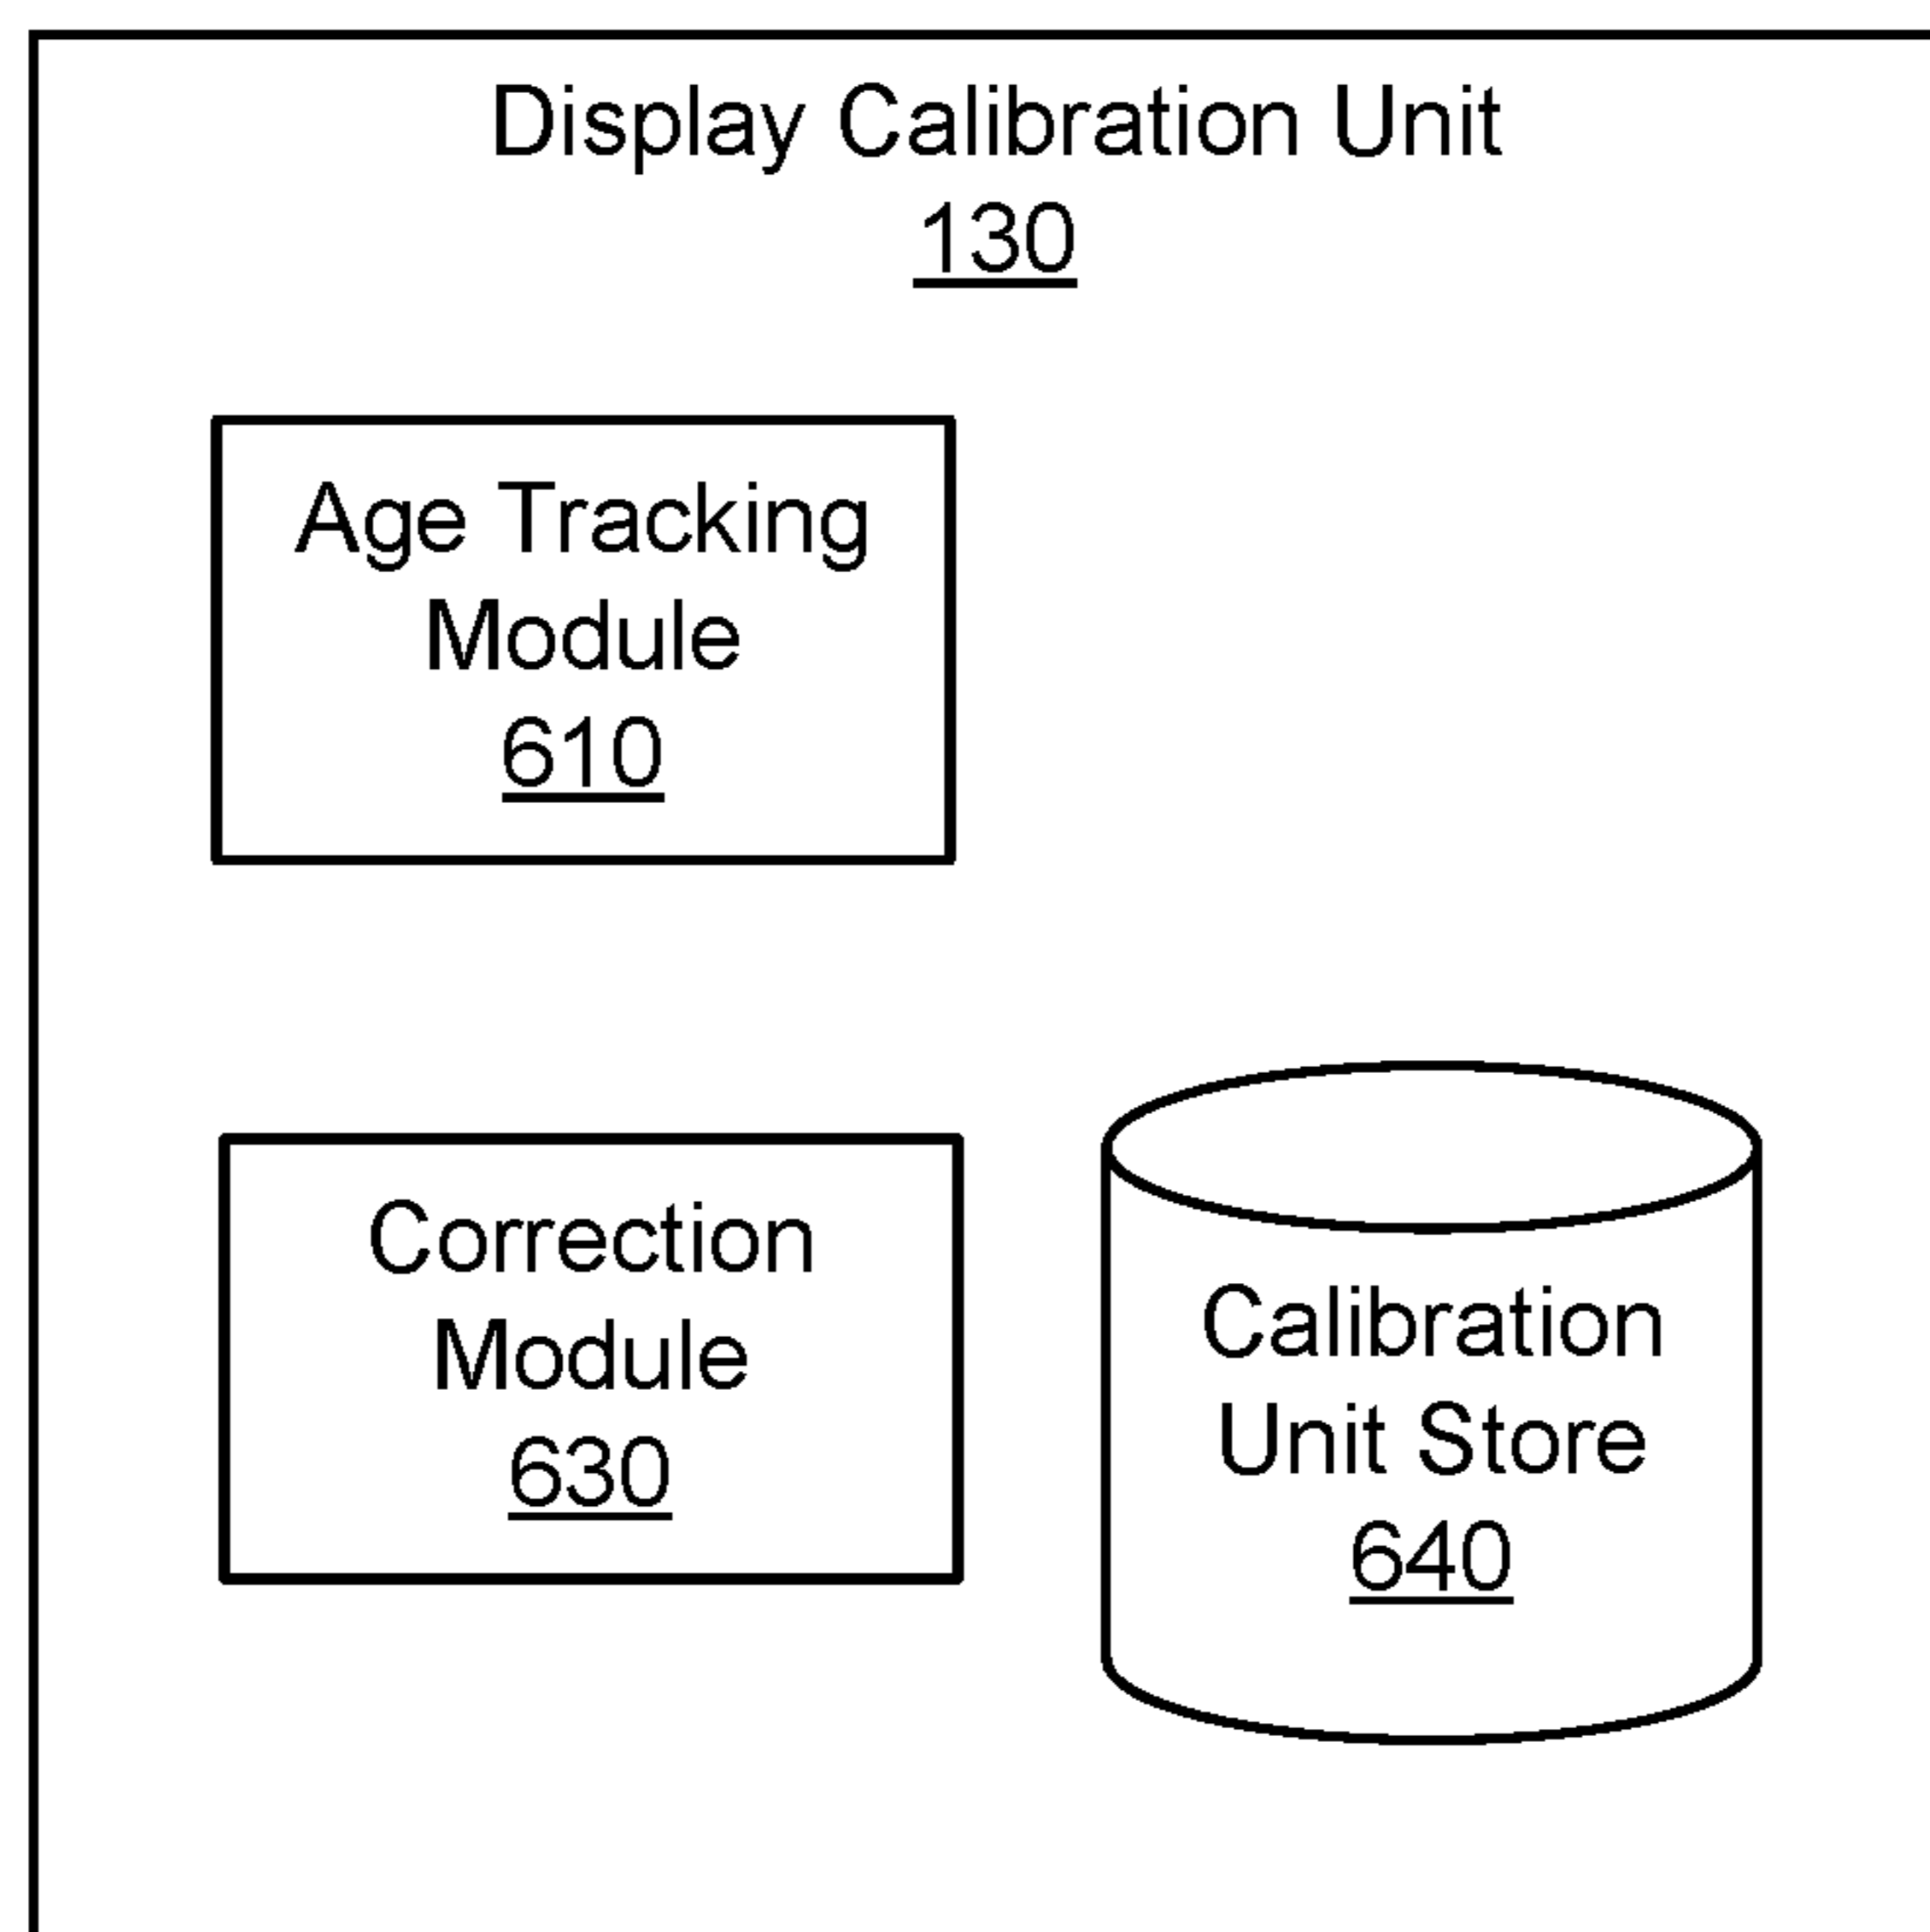 Display Calibration Unit
130
Age Tracking
Module
610
Correction
Module
630
Calibration
Unit Store
640